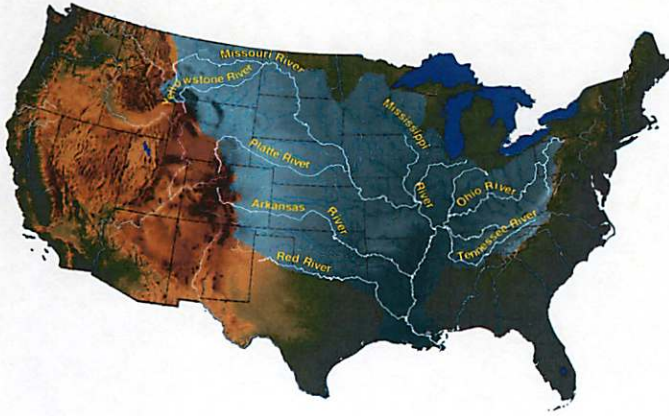 Missouri River
Yellowstone River
Mississippi
River
Platte River
Ohio River
Arkansas
River
Tennessee River
Red River